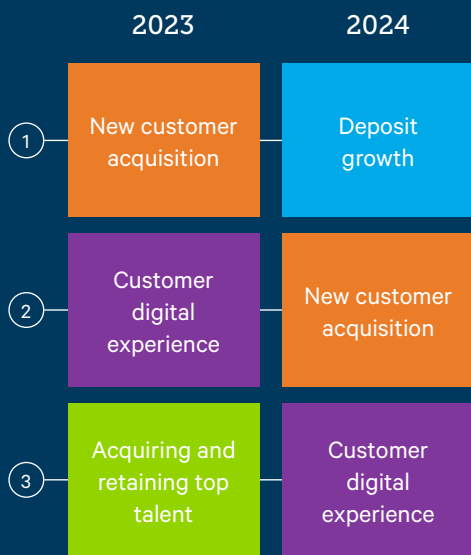 2023 2024
1
New customer
acquisition
Deposit
growth
2
Customer
digital
experience
New customer
acquisition
3
Acquiring and
retaining top
talent
Customer
digital
experience